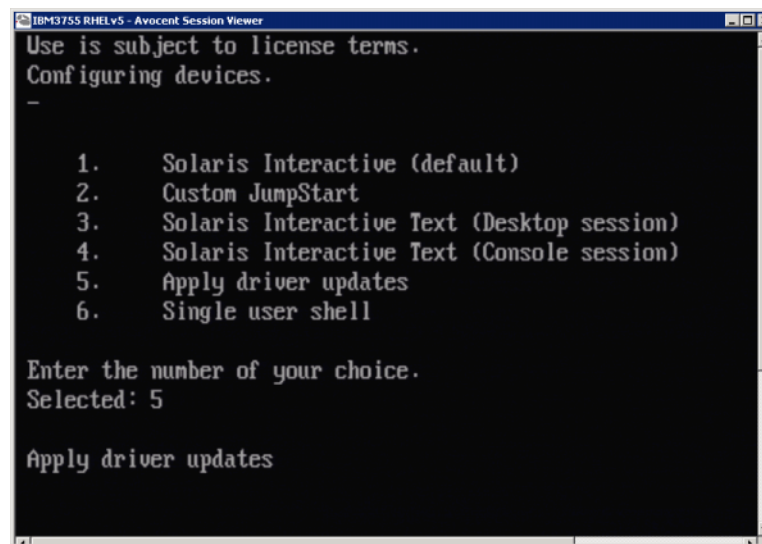 IBM3755 RHELv5 - Avocent Session Viewer
Use is subject to license terms.
Configuring devices.
1. Solaris Interactive (default)
2. Custom JumpStart
3. Solaris Interactive Text (Desktop session)
4. Solaris Interactive Text (Console session)
5. Apply driver updates
6. Single user shell
Enter the number of your choice.
Selected: 5
Apply driver updates